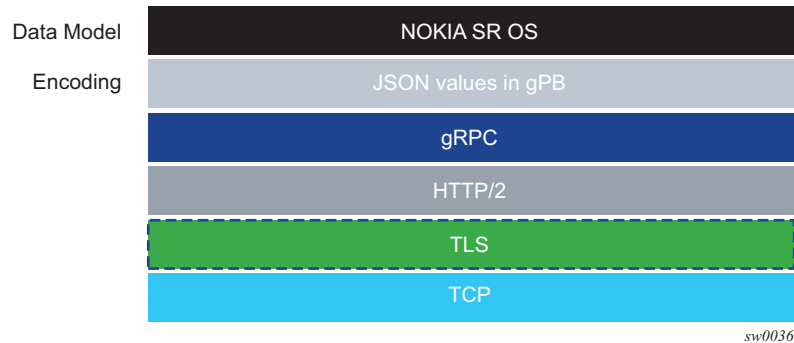 Data Model NOKIA SR OS
Encoding JSON values in gPB
gRPC
HTTP/2
TLS
TCP
sw0036